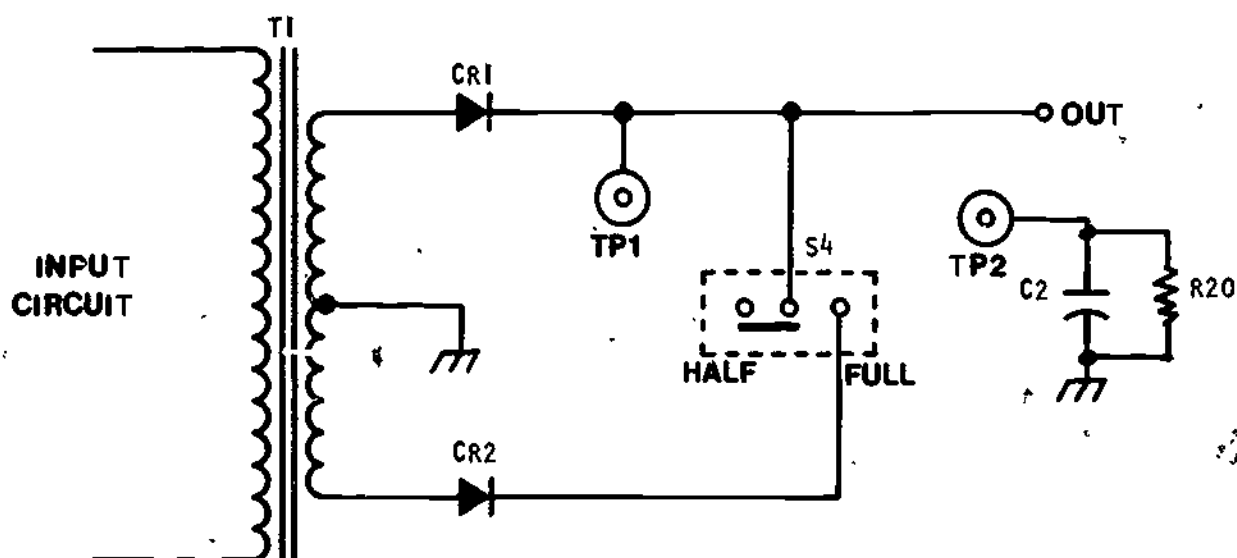 T1
CR1
OUT
TP1
S4
TP2
C2
R20
INPUT
CIRCUIT
HALF
FULL
CR2